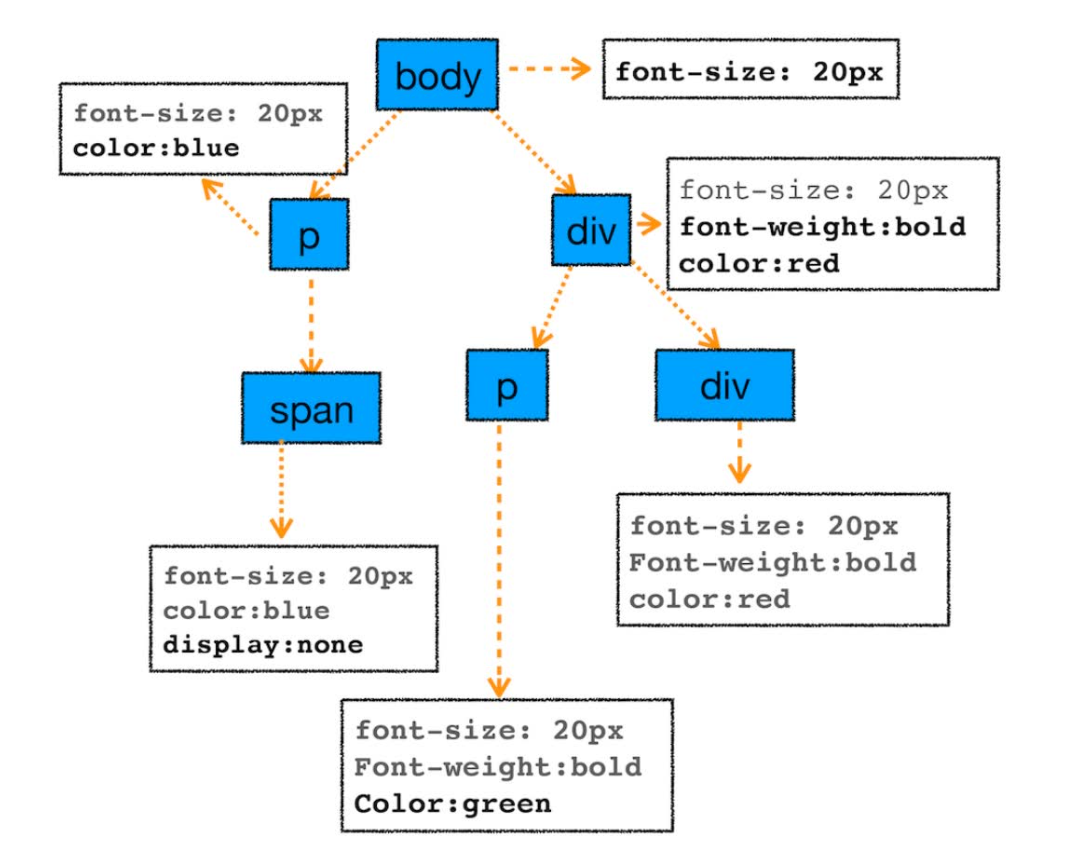 body
font-size: 20px
font-size: 20px
color:blue
p
div
font-size: 20px
font-weight:bold
color:red
span
p
div
font-size: 20px
color:blue
display:none
font-size: 20px
Font-weight:bold
color:red
font-size: 20px
Font-weight:bold
Color:green